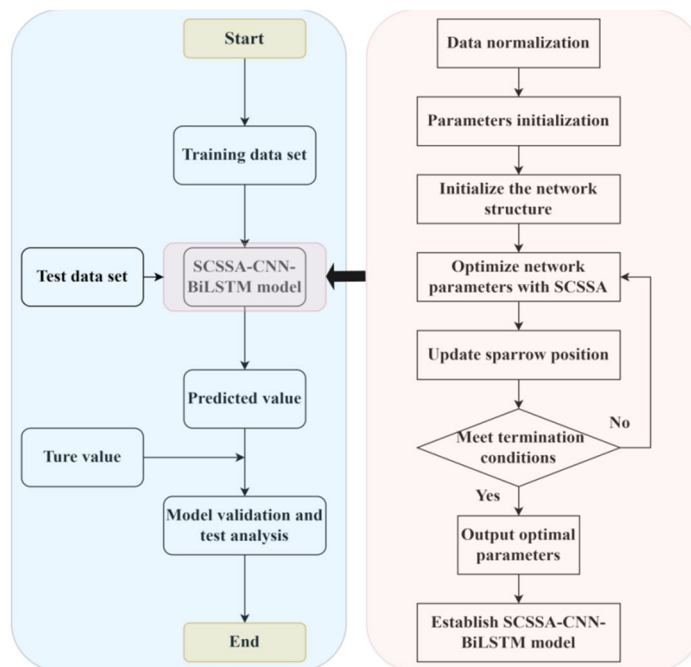 Start
Training data set
Test data set
SCSSA-CNN-
BiLSTM model
Predicted value
Ture value
Model validation and
test analysis
End
Data normalization
Parameters initialization
Initialize the network
structure
Optimize network
parameters with SCSSA
Update sparrow position
Meet termination
conditions
No
Yes
Output optimal
parameters
Establish SCSSA-CNN-
BiLSTM model